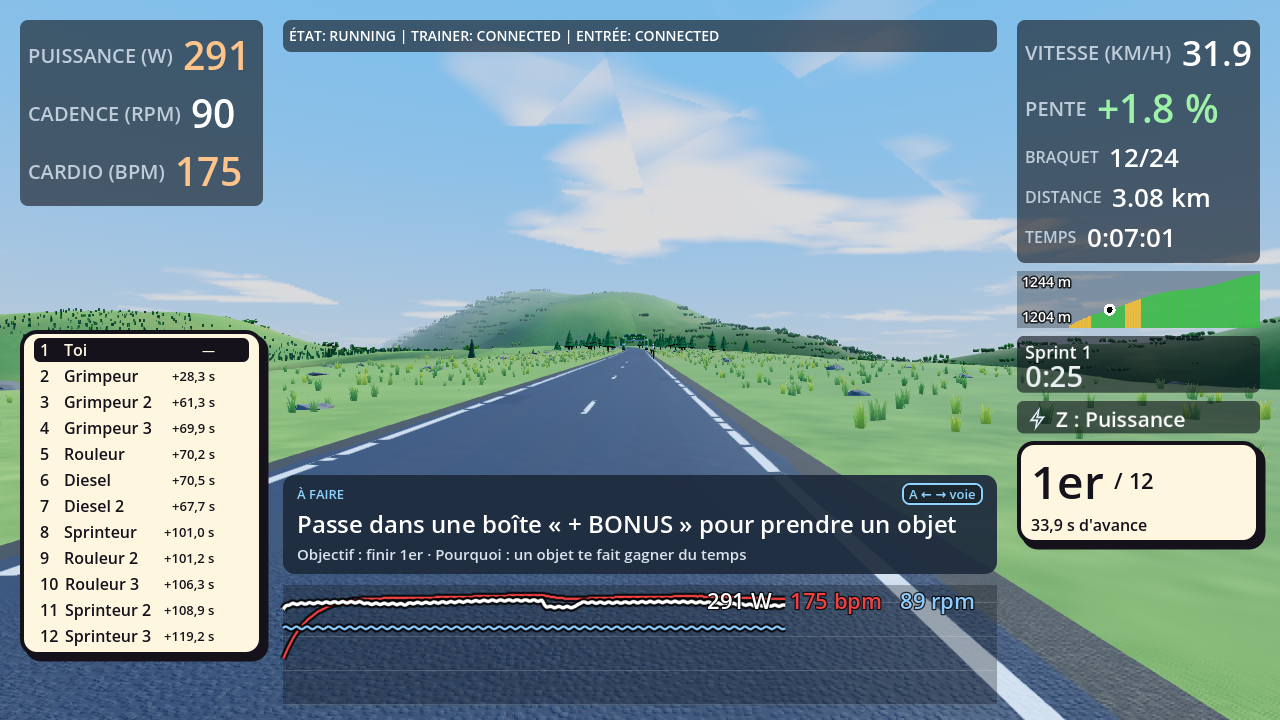 PUISSANCE (W) 291
CADENCE (RPM) 90
CARDIO (BPM) 175
ÉTAT: RUNNING | TRAINER: CONNECTED | ENTRÉE: CONNECTED
VITESSE (KM/H) 31.9
PENTE +1.8 %
BRAQUET 12/24
DISTANCE 3.08 km
TEMPS 0:07:01
1244 m
1204 m
Sprint 1
0:25
Z : Puissance
1er / 12
33,9 s d'avance
1 Toi —
2 Grimpeur +28,3 s
3 Grimpeur 2 +61,3 s
4 Grimpeur 3 +69,9 s
5 Rouleur +70,2 s
6 Diesel +70,5 s
7 Diesel 2 +67,7 s
8 Sprinteur +101,0 s
9 Rouleur 2 +101,2 s
10 Rouleur 3 +106,3 s
11 Sprinteur 2 +108,9 s
12 Sprinteur 3 +119,2 s
À FAIRE
A ← → voie
Passe dans une boîte « + BONUS » pour prendre un objet
Objectif : finir 1er · Pourquoi : un objet te fait gagner du temps
291 W 175 bpm 89 rpm